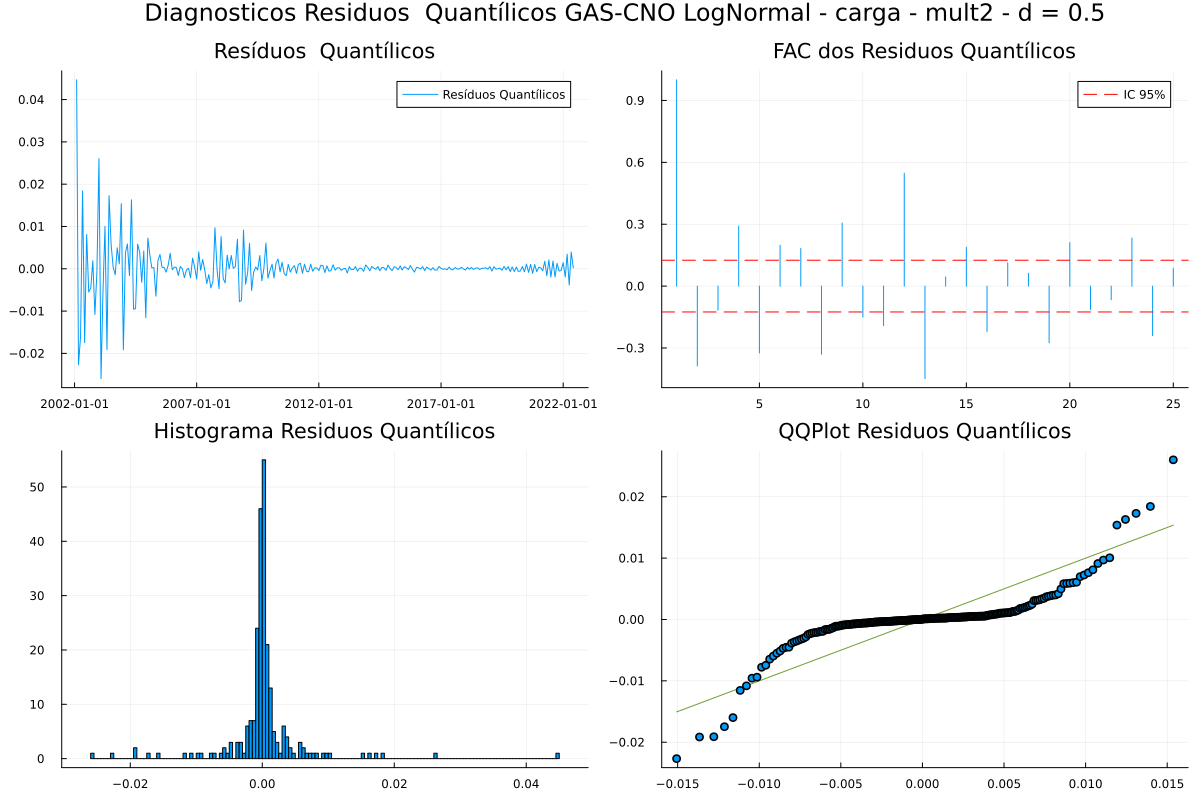 Diagnosticos Residuos  Quantílicos GAS-CNO LogNormal - carga - mult2 - d = 0.5
Resíduos  Quantílicos
0.04
0.03
0.02
0.01
0.00
−0.01
−0.02
2002-01-01 2007-01-01 2012-01-01 2017-01-01 2022-01-01
Resíduos Quantílicos
FAC dos Residuos Quantílicos
0.9
0.6
0.3
0.0
−0.3
5 10 15 20 25
IC 95%
Histograma Residuos Quantílicos
50
40
30
20
10
0
−0.02 0.00 0.02 0.04
QQPlot Residuos Quantílicos
0.02
0.01
0.00
−0.01
−0.02
−0.015 −0.010 −0.005 0.000 0.005 0.010 0.015